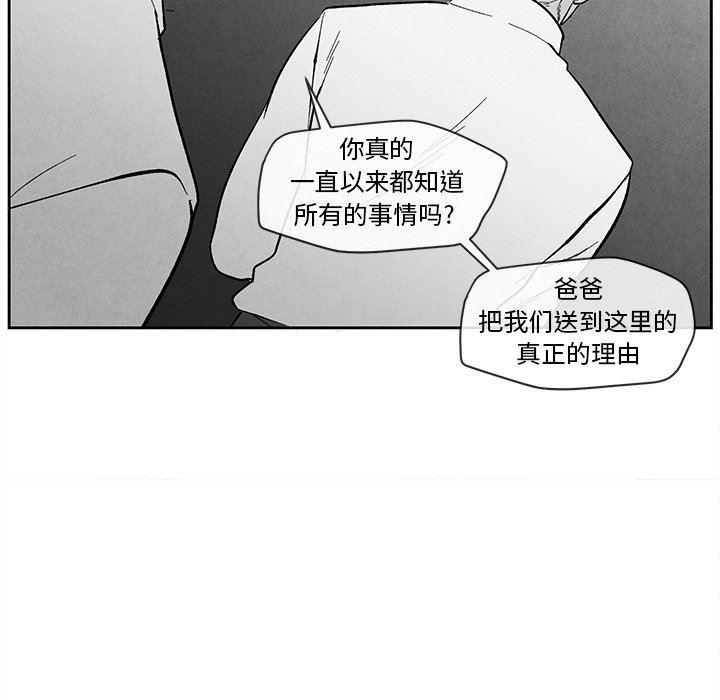 你真的
一直以来都知道
所有的事情吗?
爸爸
把我们送到这里的
真正的理由